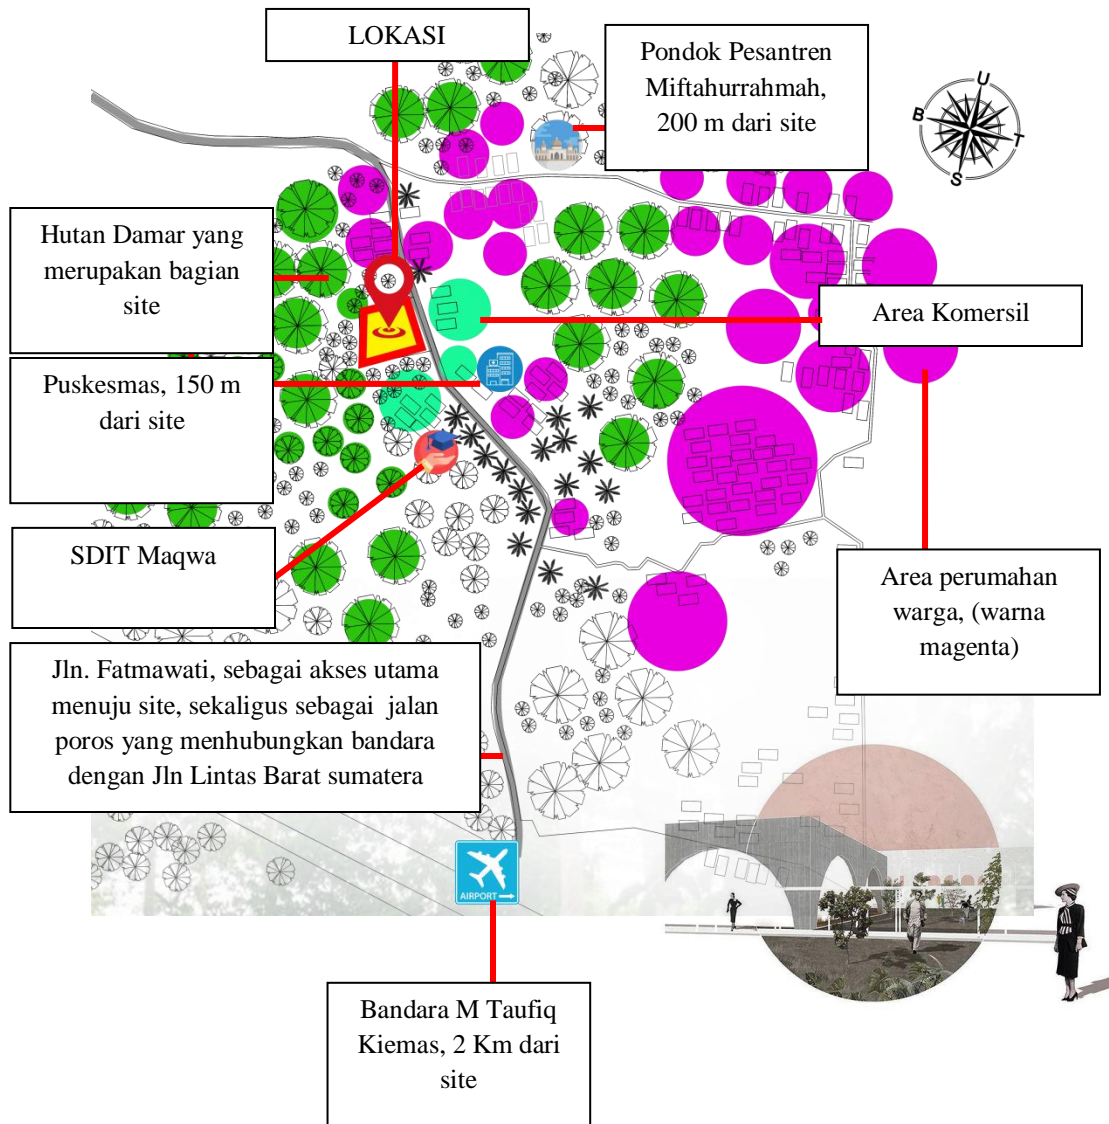 LOKASI
Pondok Pesantren
Miftahurrahmah,
200 m dari site
U
B
T
S
Hutan Damar yang
merupakan bagian
site
Area Komersil
Puskesmas, 150 m
dari site
SDIT Maqwa
Area perumahan
warga, (warna
magenta)
Jln. Fatmawati, sebagai akses utama
menuju site, sekaligus sebagai jalan
poros yang menhubungkan bandara
dengan Jln Lintas Barat sumatera
AIRPORT
Bandara M Taufiq
Kiemas, 2 Km dari
site